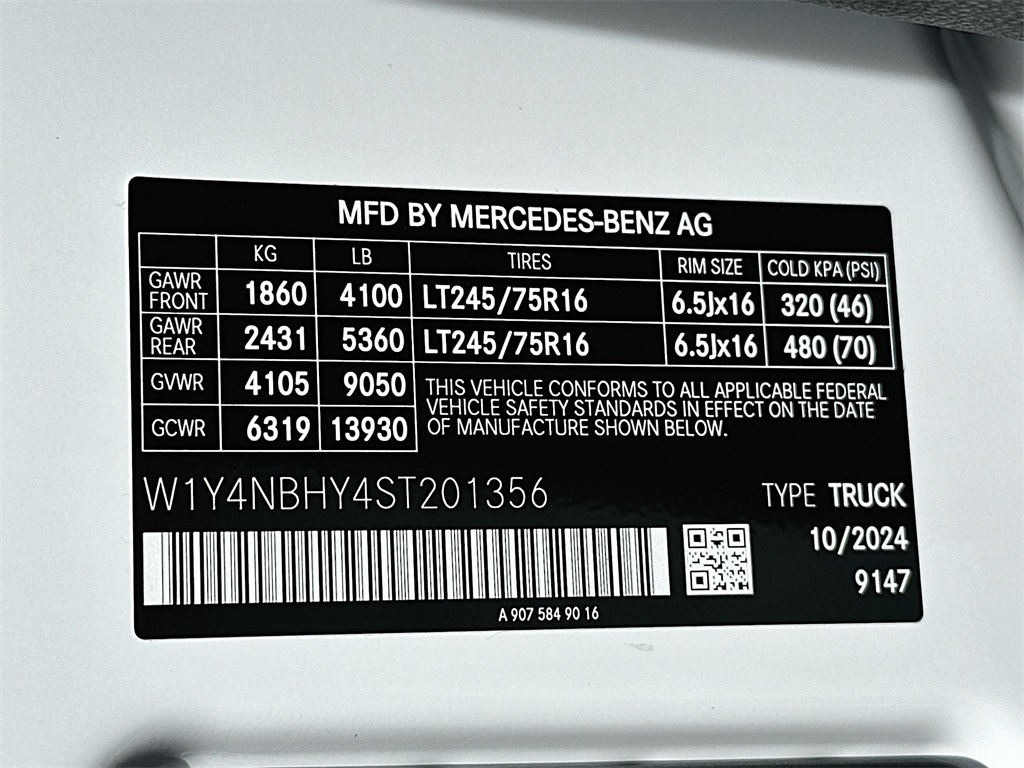 MFD BY MERCEDES-BENZ AG
KG LB TIRES RIM SIZE COLD KPA (PSI)
GAWR FRONT 1860 4100 LT245/75R16 6.5Jx16 320 (46)
GAWR REAR 2431 5360 LT245/75R16 6.5Jx16 480 (70)
GVWR 4105 9050
GCWR 6319 13930
THIS VEHICLE CONFORMS TO ALL APPLICABLE FEDERAL
VEHICLE SAFETY STANDARDS IN EFFECT ON THE DATE
OF MANUFACTURE SHOWN BELOW.
W1Y4NBHY4ST201356
TYPE TRUCK
10/2024
9147
A 907 584 90 16